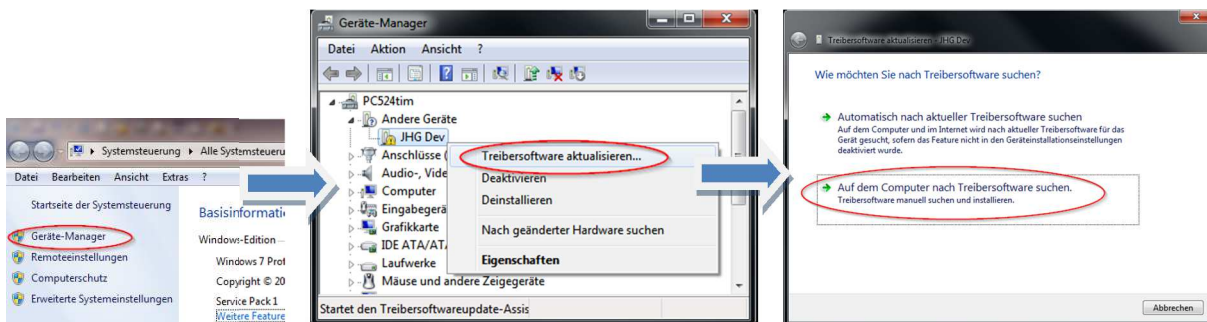 Systemsteuerung
Alle Systemsteueru
Datei Bearbeiten Ansicht Extras ?
Startseite der Systemsteuerung
Geräte-Manager
Remoteeinstellungen
Computerschutz
Erweiterte Systemeinstellungen
Basisinformati
Windows-Edition
Windows 7 Prof
Copyright © 20
Service Pack 1
Weitere Feature
Geräte-Manager
Datei Aktion Ansicht ?
PC524tim
Andere Geräte
JHG Dev
Anschlüsse (
Audio-, Vide
Computer
Eingabegerä
Grafikkarte
IDE ATA/ATA
Laufwerke
Mäuse und andere Zeigegeräte
Treibersoftware aktualisieren...
Deaktivieren
Deinstallieren
Nach geänderter Hardware suchen
Eigenschaften
Startet den Treibersoftwareupdate-Assis
Treibersoftware aktualisieren - JHG Dev
Wie möchten Sie nach Treibersoftware suchen?
Automatisch nach aktueller Treibersoftware suchen
Auf dem Computer und im Internet wird nach aktueller Treibersoftware für das
Gerät gesucht, sofern das Feature nicht in den Geräteinstallationseinstellungen
deaktiviert wurde.
Auf dem Computer nach Treibersoftware suchen.
Treibersoftware manuell suchen und installieren.
Abbrechen